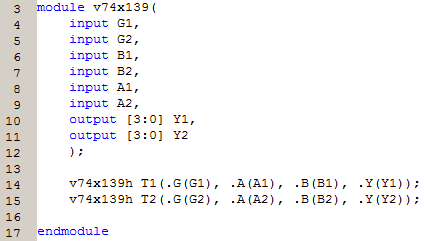 3 module v74x139(
4 input G1,
5 input G2,
6 input B1,
7 input B2,
8 input A1,
9 input A2,
10 output [3:0] Y1,
11 output [3:0] Y2
12 );
13
14 v74x139h T1(.G(G1), .A(A1), .B(B1), .Y(Y1));
15 v74x139h T2(.G(G2), .A(A2), .B(B2), .Y(Y2));
16
17 endmodule